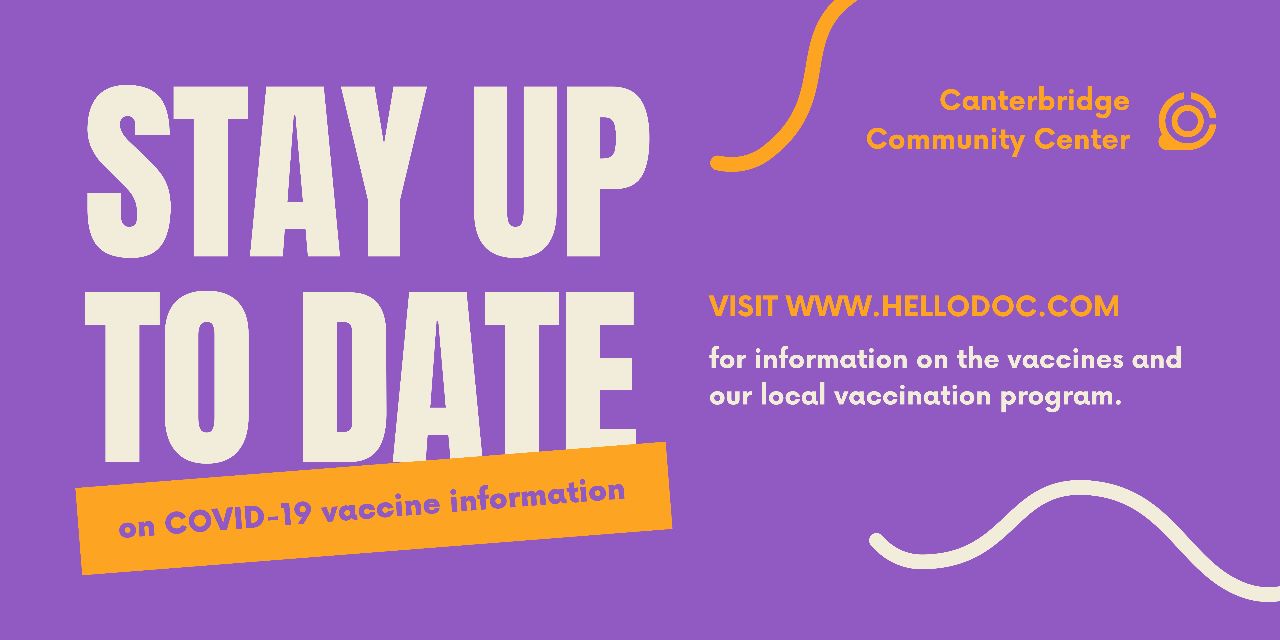 STAY UP
TO DATE
on COVID-19 vaccine information
Canterbridge
Community Center
VISIT WWW.HELLODOC.COM
for information on the vaccines and
our local vaccination program.